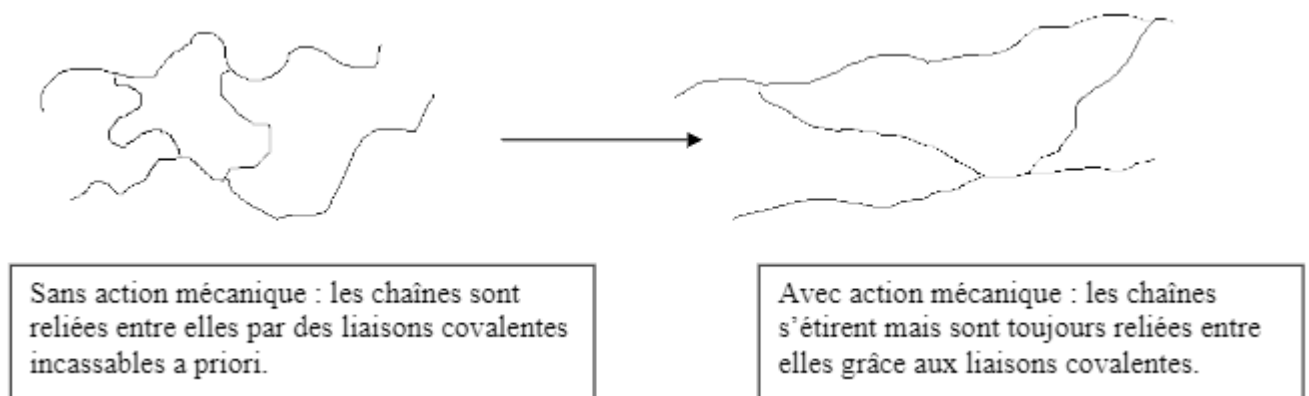 Sans action mécanique : les chaînes sont
reliées entre elles par des liaisons covalentes
incassables a priori.
Avec action mécanique : les chaînes
s’étirent mais sont toujours reliées entre
elles grâce aux liaisons covalentes.